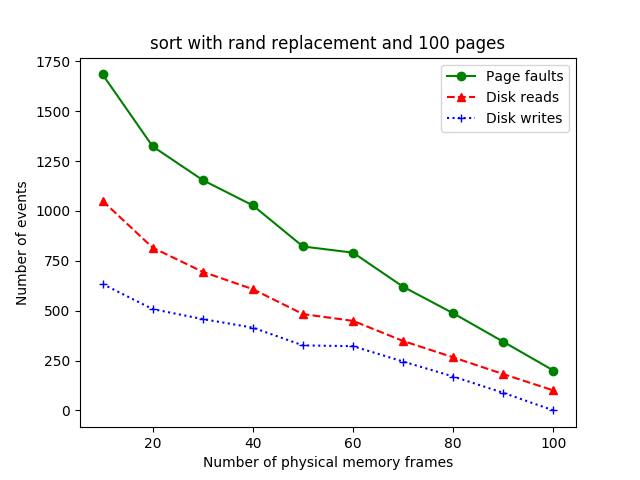 sort with rand replacement and 100 pages
Page faults
Disk reads
Disk writes
Number of events
1750
1500
1250
1000
750
500
250
0
20 40 60 80 100
Number of physical memory frames